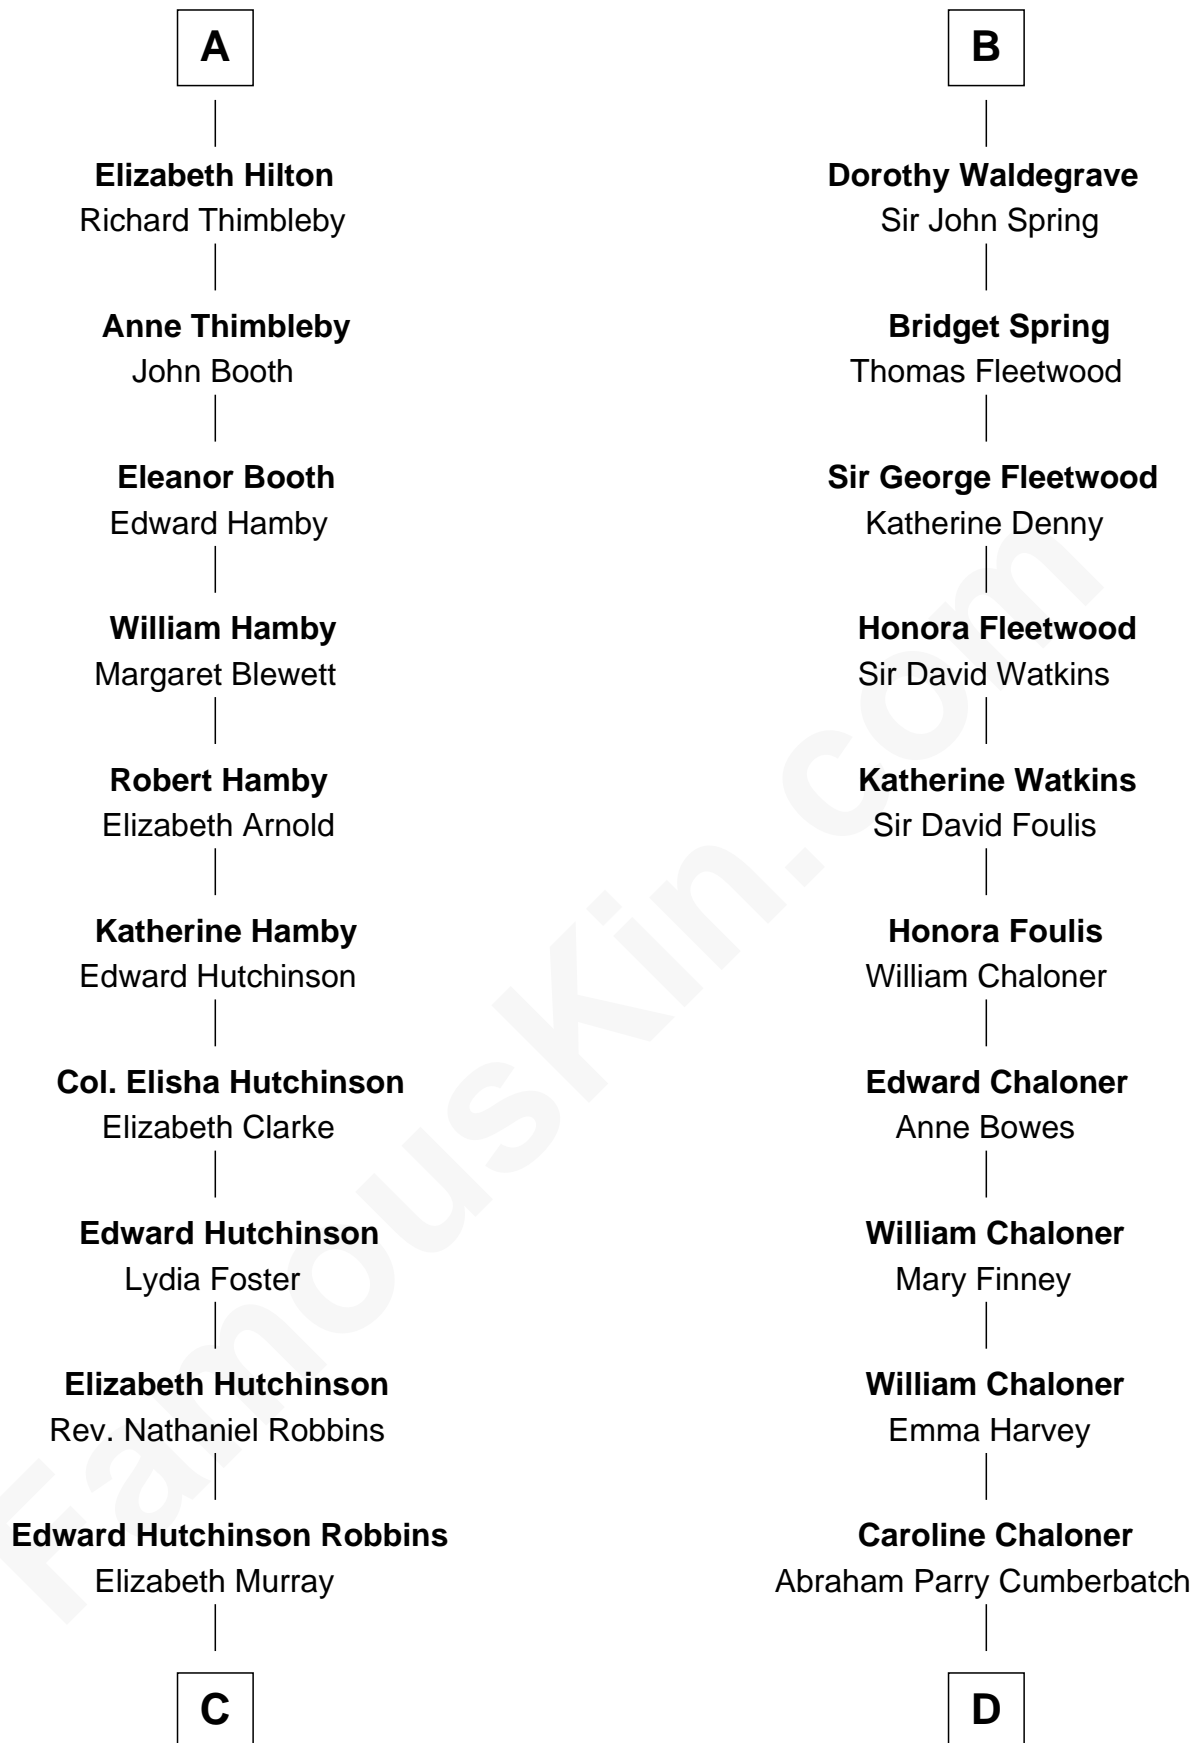 A
Elizabeth Hilton
Richard Thimbleby
Anne Thimbleby
John Booth
Eleanor Booth
Edward Hamby
William Hamby
Margaret Blewett
Robert Hamby
Elizabeth Arnold
Katherine Hamby
Edward Hutchinson
Col. Elisha Hutchinson
Elizabeth Clarke
Edward Hutchinson
Lydia Foster
Elizabeth Hutchinson
Rev. Nathaniel Robbins
Edward Hutchinson Robbins
Elizabeth Murray
C
B
Dorothy Waldegrave
Sir John Spring
Bridget Spring
Thomas Fleetwood
Sir George Fleetwood
Katherine Denny
Honora Fleetwood
Sir David Watkins
Katherine Watkins
Sir David Foulis
Honora Foulis
William Chaloner
Edward Chaloner
Anne Bowes
William Chaloner
Mary Finney
William Chaloner
Emma Harvey
Caroline Chaloner
Abraham Parry Cumberbatch
D
FamousKin.com